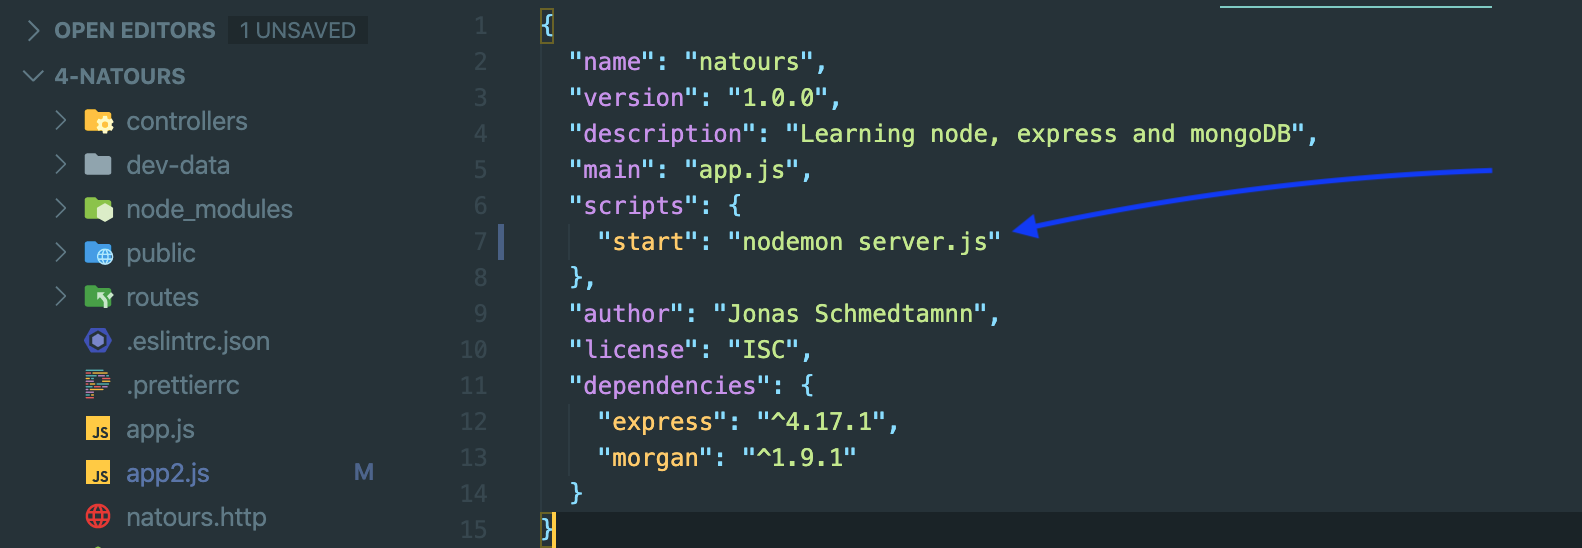 OPEN EDITORS 1 UNSAVED
4-NATOURS
controllers
dev-data
node_modules
public
routes
.eslintrc.json
.prettierrc
JS app.js
JS app2.js M
natours.http
1 {
2 "name": "natours",
3 "version": "1.0.0",
4 "description": "Learning node, express and mongoDB",
5 "main": "app.js",
6 "scripts": {
7 "start": "nodemon server.js"
8 },
9 "author": "Jonas Schmedtamnn",
10 "license": "ISC",
11 "dependencies": {
12 "express": "^4.17.1",
13 "morgan": "^1.9.1"
14 }
15 }